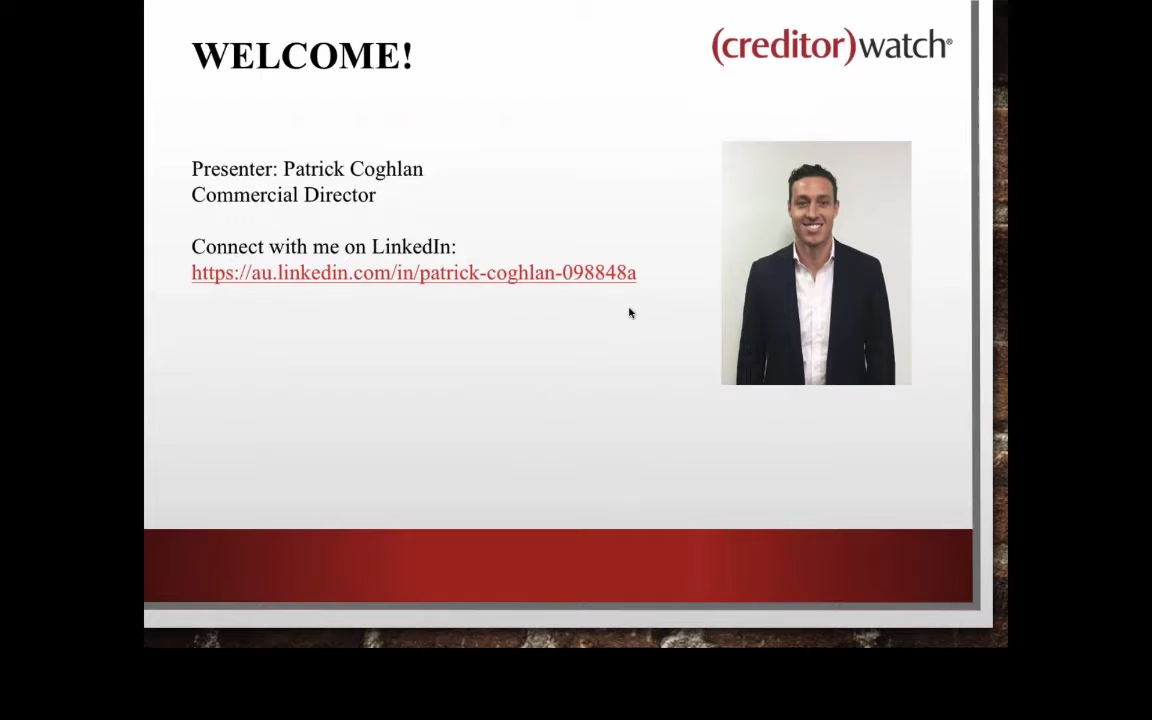 WELCOME!
(creditor)watch®
Presenter: Patrick Coghlan
Commercial Director
Connect with me on LinkedIn:
https://au.linkedin.com/in/patrick-coghlan-098848a